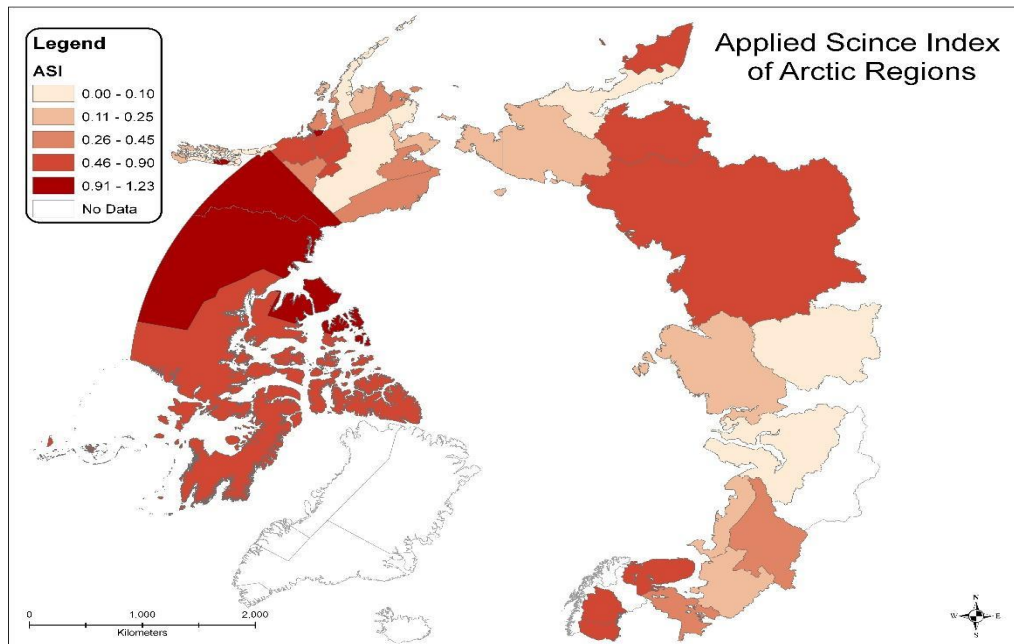 Applied Scince Index
of Arctic Regions
Legend
ASI
0.00 - 0.10
0.11 - 0.25
0.26 - 0.45
0.46 - 0.90
0.91 - 1.23
No Data
0 1,000 2,000
Kilometers
N
W E
S